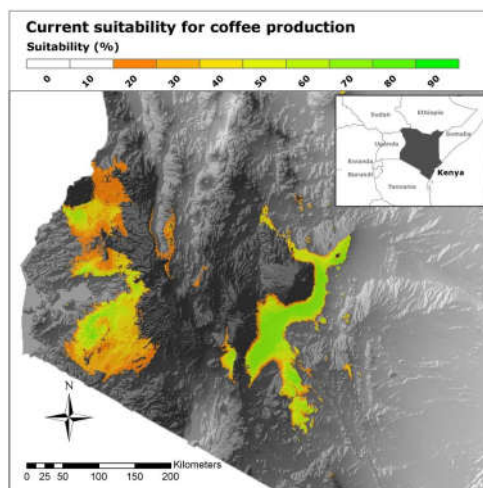 Current suitability for coffee production
Suitability (%)
0 10 20 30 40 50 60 70 80 90
Sudan Ethiopia
Somalia
Uganda
Rwanda
Burundi
Kenya
Tanzania
N
Kilometers
0 25 50 100 150 200